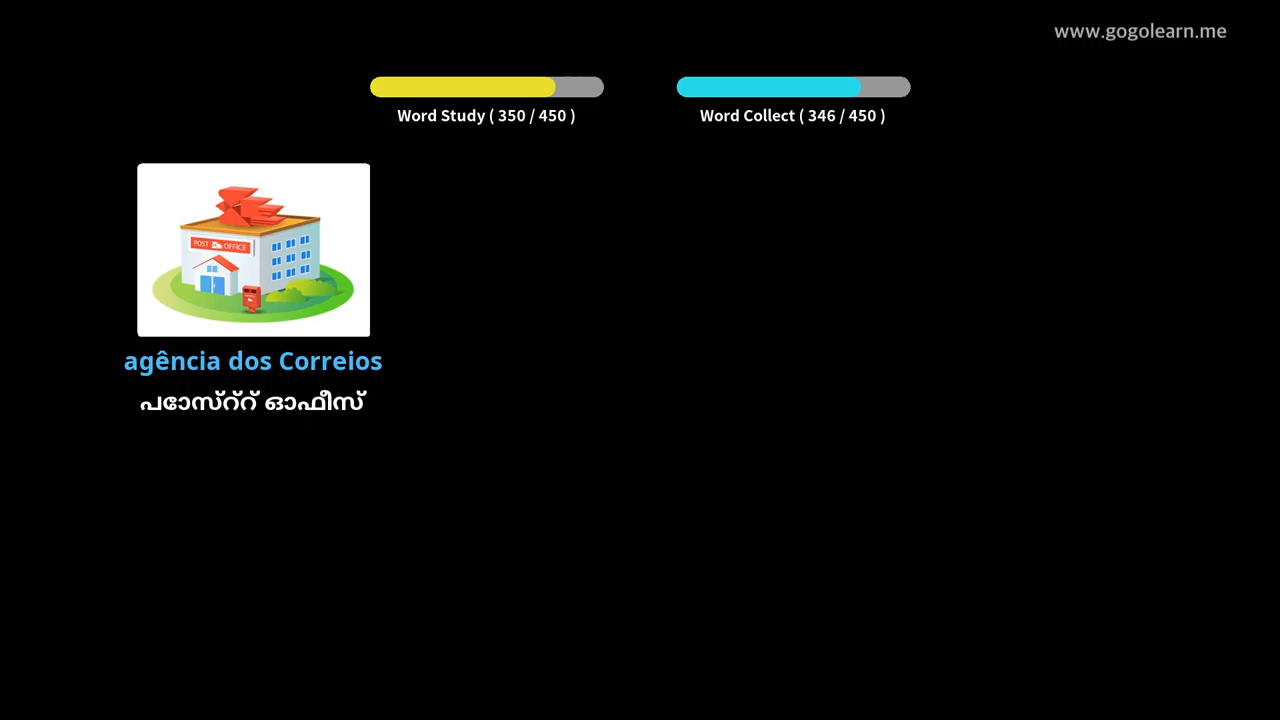 www.gogolearn.me
Word Study ( 350 / 450 )
Word Collect ( 346 / 450 )
POST OFFICE
agência dos Correios
പോസ്റ്റ് ഓഫീസ്